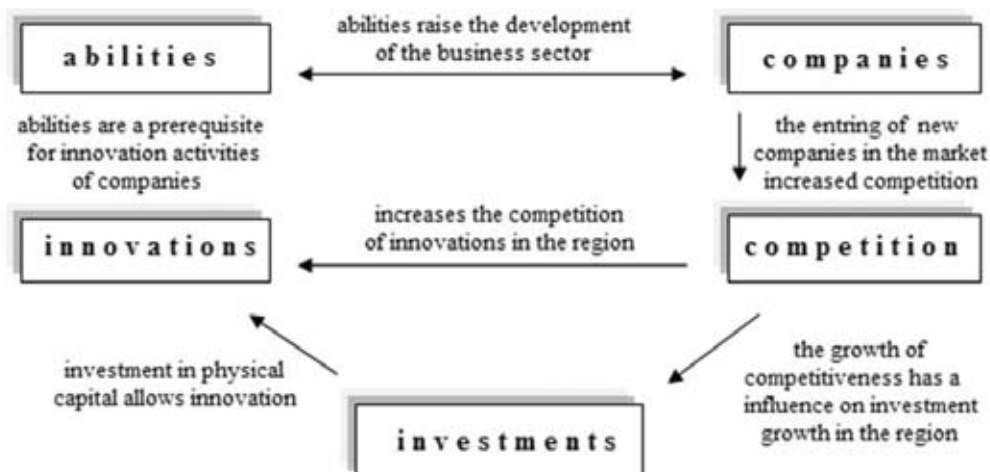 abilities
abilities raise the development
of the business sector
companies
abilities are a prerequisite
for innovation activities
of companies
the entring of new
companies in the market
increased competition
innovations
increases the competition
of innovations in the region
competition
investment in physical
capital allows innovation
the growth of
competitiveness has a
influence on investment
growth in the region
investments